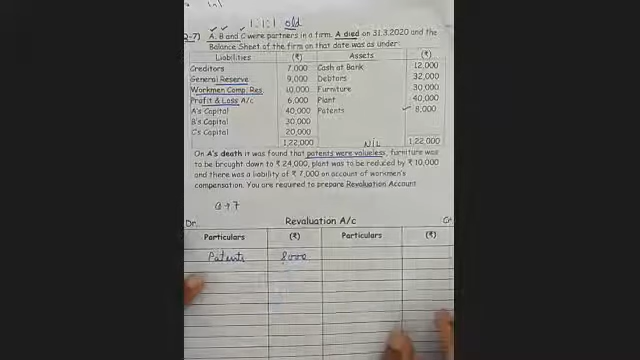 1:1:1 old
Q-7) A, B and C were partners in a firm. A died on 31.3.2020 and the
Balance Sheet of the firm on that date was as under:
Liabilities (₹) Assets (₹)
Creditors 7,000 Cash at Bank 12,000
General Reserve 9,000 Debtors 32,000
Workmen Comp. Res. 10,000 Furniture 30,000
Profit & Loss A/c 6,000 Plant 40,000
A's Capital 40,000 Patents 8,000
B's Capital 30,000
C's Capital 20,000
1,22,000 1,22,000
NIL
On A's death it was found that patents were valueless, furniture was
to be brought down to ₹ 24,000, plant was to be reduced by ₹ 10,000
and there was a liability of ₹ 7,000 on account of workmen's
compensation. You are required to prepare Revaluation Account
Q → 7
Dr. Revaluation A/c Cr
Particulars (₹) Particulars (₹)
Patents 8000